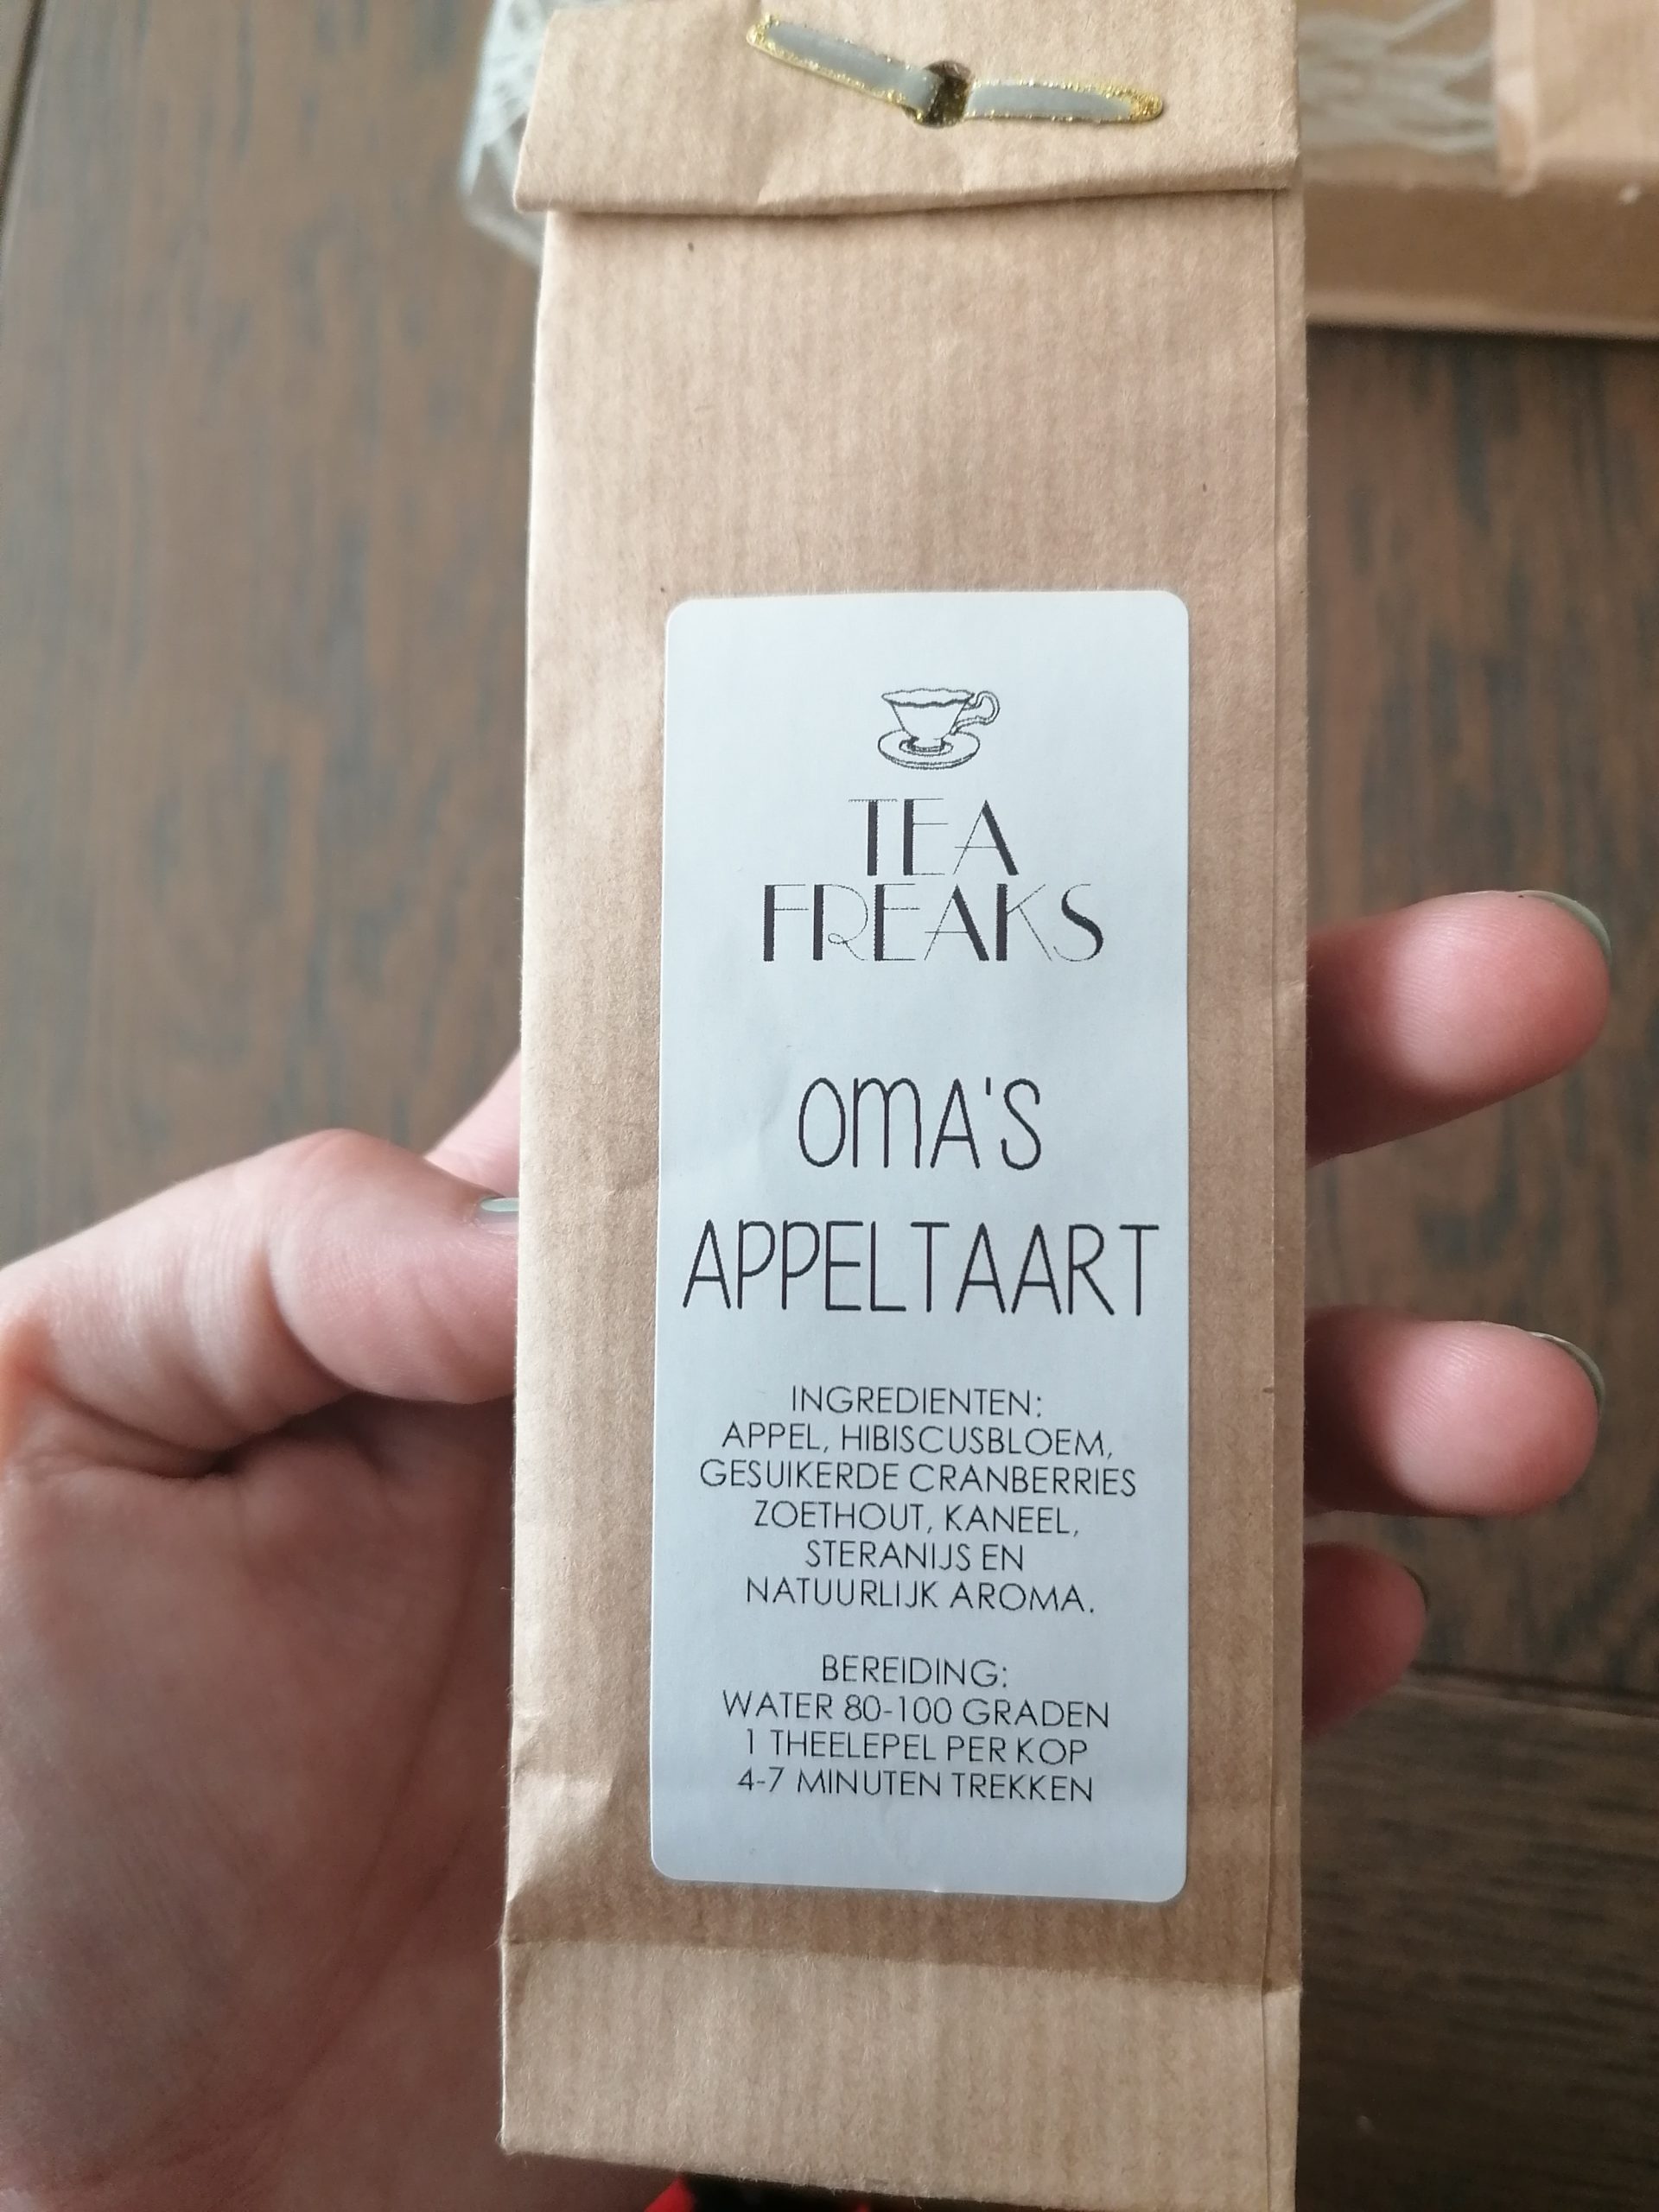 TEA
FREAKS
OMA'S
APPELTAART
INGREDIENTEN:
APPEL, HIBISCUSBLOEM,
GESUIKERDE CRANBERRIES
ZOETHOUT, KANEEL,
STERANIJS EN
NATUURLIJK AROMA.
BEREIDING:
WATER 80-100 GRADEN
1 THEELEPEL PER KOP
4-7 MINUTEN TREKKEN